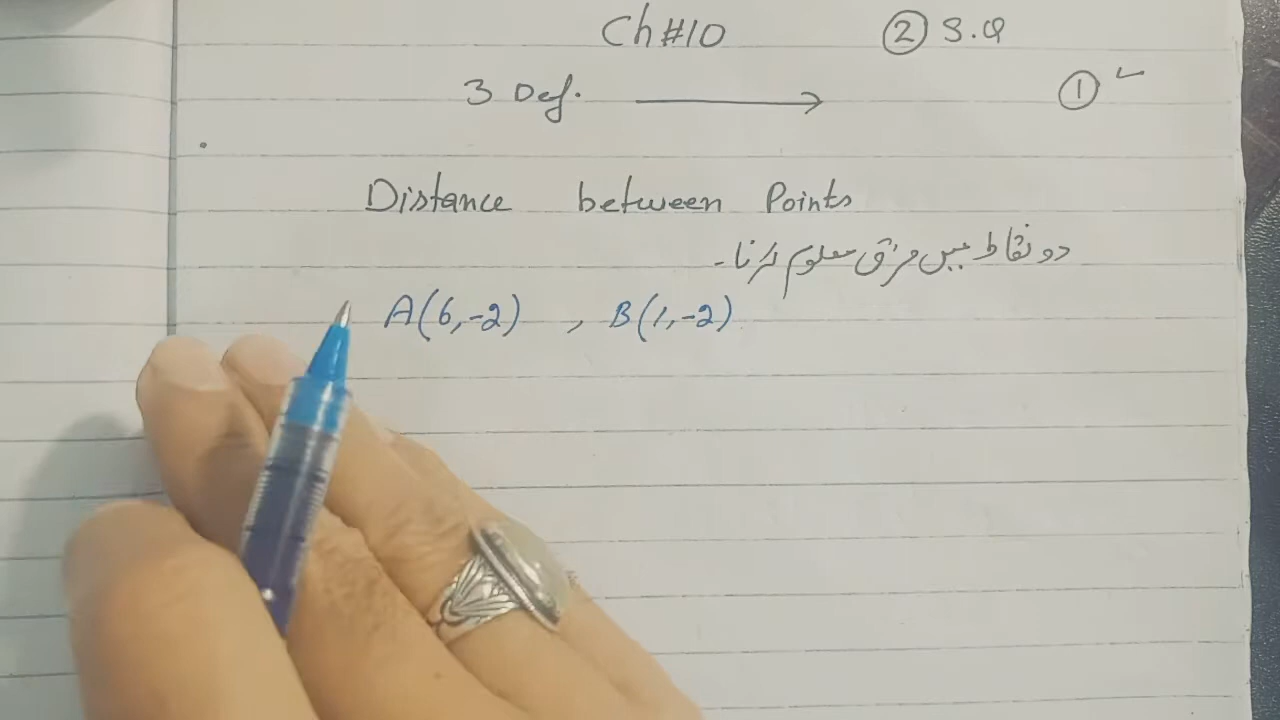 Ch#10 ② S.Q
3 Def. → ①✓
Distance between Points
دو نقاط میں فرق معلوم کرنا۔
A(6,-2) , B(1,-2)